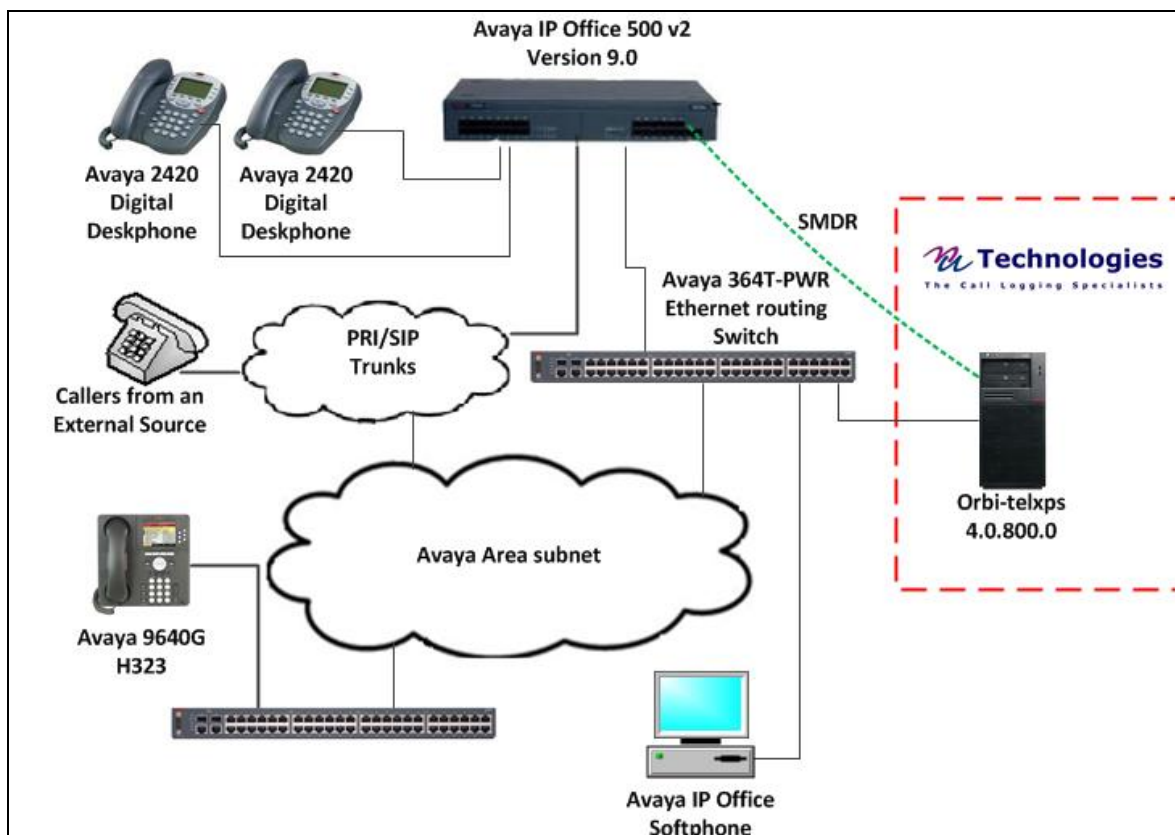 Avaya IP Office 500 v2
Version 9.0
Avaya 2420
Digital
Deskphone
Avaya 2420
Digital
Deskphone
SMDR
Technologies
The Call Logging Specialists
Avaya 364T-PWR
Ethernet routing
Switch
PRI/SIP
Trunks
Callers from an
External Source
Orbi-telxps
4.0.800.0
Avaya Area subnet
Avaya 9640G
H323
Avaya IP Office
Softphone